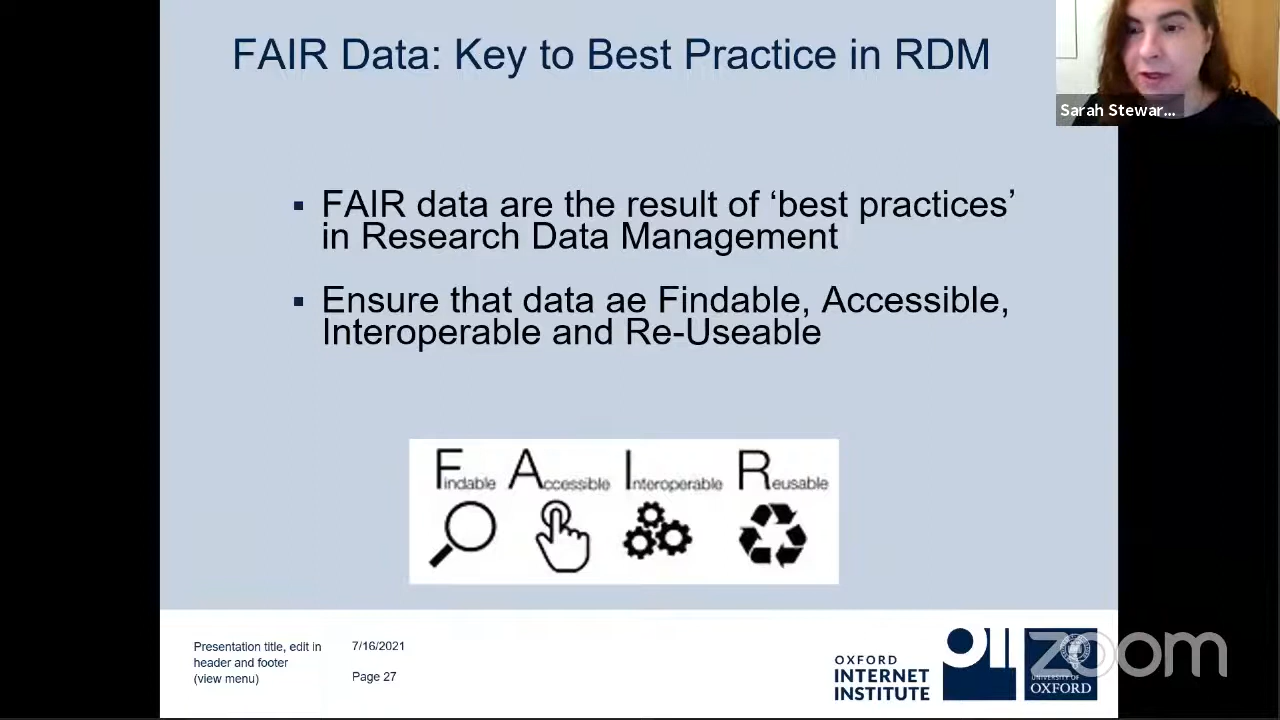 FAIR Data: Key to Best Practice in RDM
Sarah Stewar...
▪ FAIR data are the result of ‘best practices’
in Research Data Management
▪ Ensure that data ae Findable, Accessible,
Interoperable and Re-Useable
Findable Accessible Interoperable Reusable
Presentation title, edit in
header and footer
(view menu)
7/16/2021
Page 27
OXFORD
INTERNET
INSTITUTE
OII
UNIVERSITY OF
OXFORD
zoom